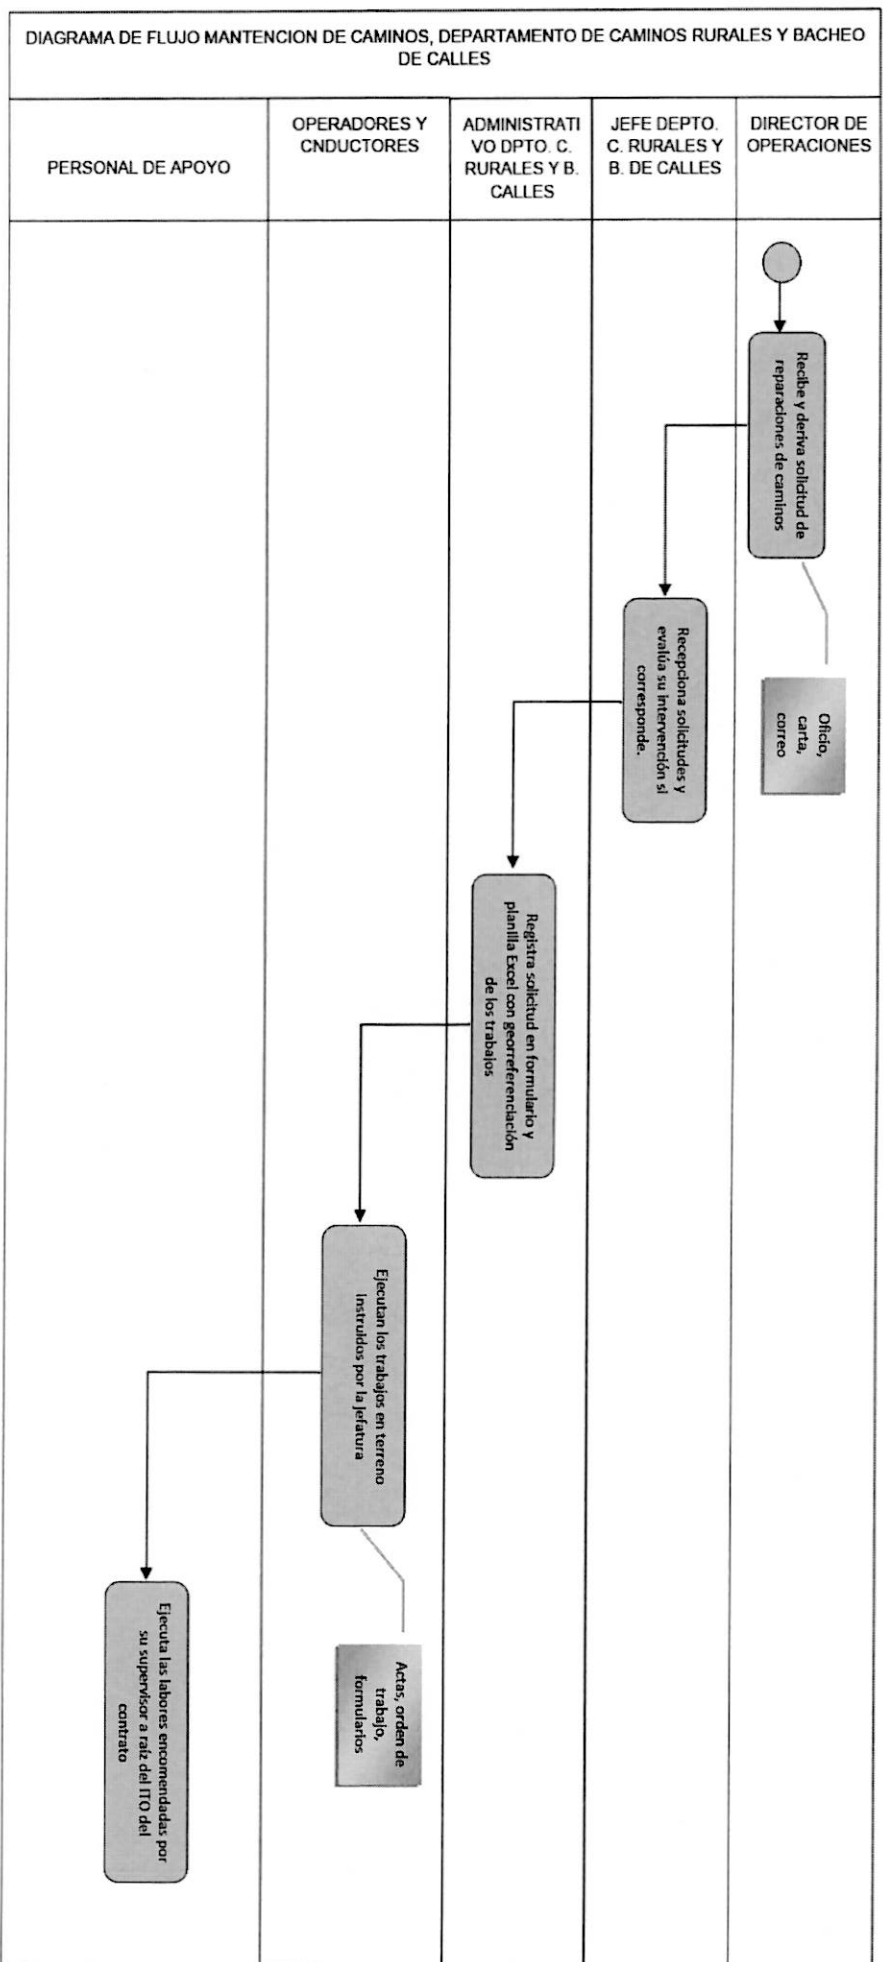 DIAGRAMA DE FLUJO MANTENCION DE CAMINOS, DEPARTAMENTO DE CAMINOS RURALES Y BACHEO
DE CALLES
PERSONAL DE APOYO
OPERADORES Y
CNDUCTORES
ADMINISTRATI
VO DPTO. C.
RURALES Y B.
CALLES
JEFE DEPTO.
C. RURALES Y
B. DE CALLES
DIRECTOR DE
OPERACIONES
Recibe y deriva solicitud de
reparaciones de caminos
Oficio,
carta,
correo
Recepciona solicitudes y
evalúa su intervención si
corresponde.
Registra solicitud en formulario y
planilla Excel con georreferenciación
de los trabajos
Ejecutan los trabajos en terreno
instruidos por la jefatura
Actas, orden de
trabajo,
formularios
Ejecuta las labores encomendadas por
su supervisor a raíz del ITO del
contrato